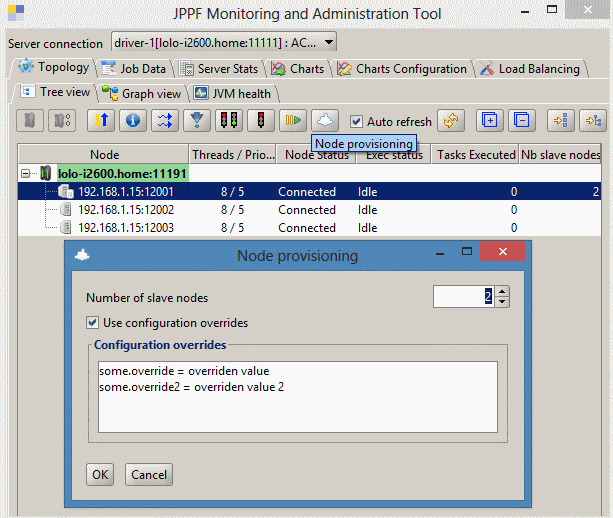 JPPF Monitoring and Administration Tool
Server connection driver-1[lolo-i2600.home:11111] : AC...
Topology Job Data Server Stats Charts Charts Configuration Load Balancing
Tree view Graph view JVM health
Auto refresh
Node provisioning
Node Threads / Prio... Node Status Exec status Tasks Executed Nb slave nodes
lolo-i2600.home:11191
192.168.1.15:12001 8 / 5 Connected Idle 0 2
192.168.1.15:12002 8 / 5 Connected Idle 0
192.168.1.15:12003 8 / 5 Connected Idle 0
Node provisioning
Number of slave nodes 2
Use configuration overrides
Configuration overrides
some.override = overriden value
some.override2 = overriden value 2
OK Cancel